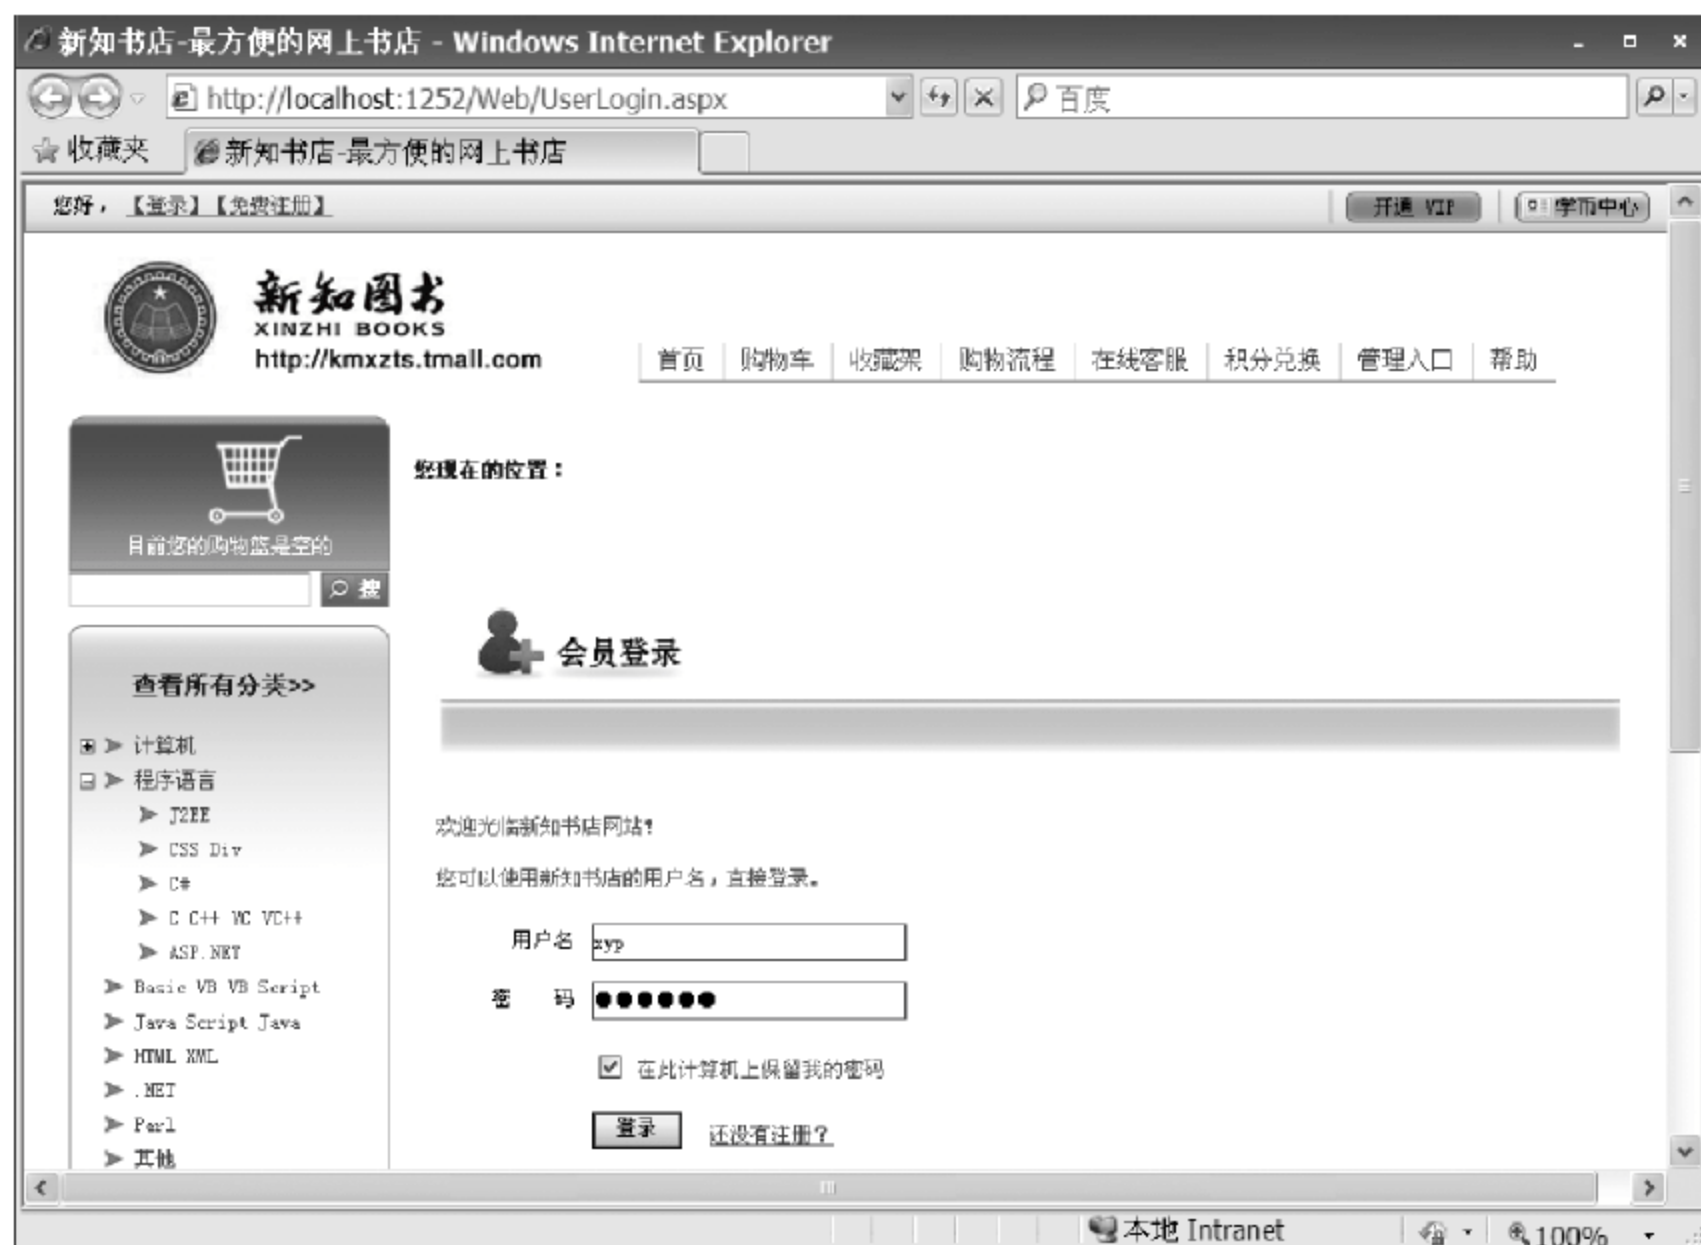 新知书店-最方便的网上书店 - Windows Internet Explorer
http://localhost:1252/Web/UserLogin.aspx 百度
收藏夹 新知书店-最方便的网上书店
您好，【登录】【免费注册】 开通 VIP 学币中心
新知图书
XINZHI BOOKS
http://kmxzts.tmall.com
首页 购物车 收藏架 购物流程 在线客服 积分兑换 管理入口 帮助
目前您的购物篮是空的
搜
您现在的位置：
会员登录
查看所有分类>>
计算机
程序语言
J2EE
CSS Div
C#
C C++ VC VC++
ASP.NET
Basic VB VB Script
Java Script Java
HTML XML
.NET
Perl
其他
欢迎光临新知书店网站!
您可以使用新知书店的用户名，直接登录。
用户名 xyp
密 码 ●●●●●●
在此计算机上保留我的密码
登录 还没有注册？
本地 Intranet 100%